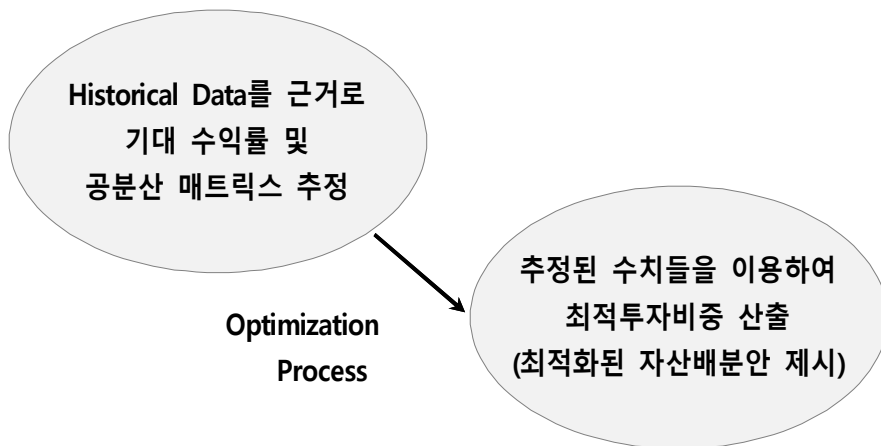 Historical Data를 근거로
기대 수익률 및
공분산 매트릭스 추정
Optimization
Process
추정된 수치들을 이용하여
최적투자비중 산출
(최적화된 자산배분안 제시)